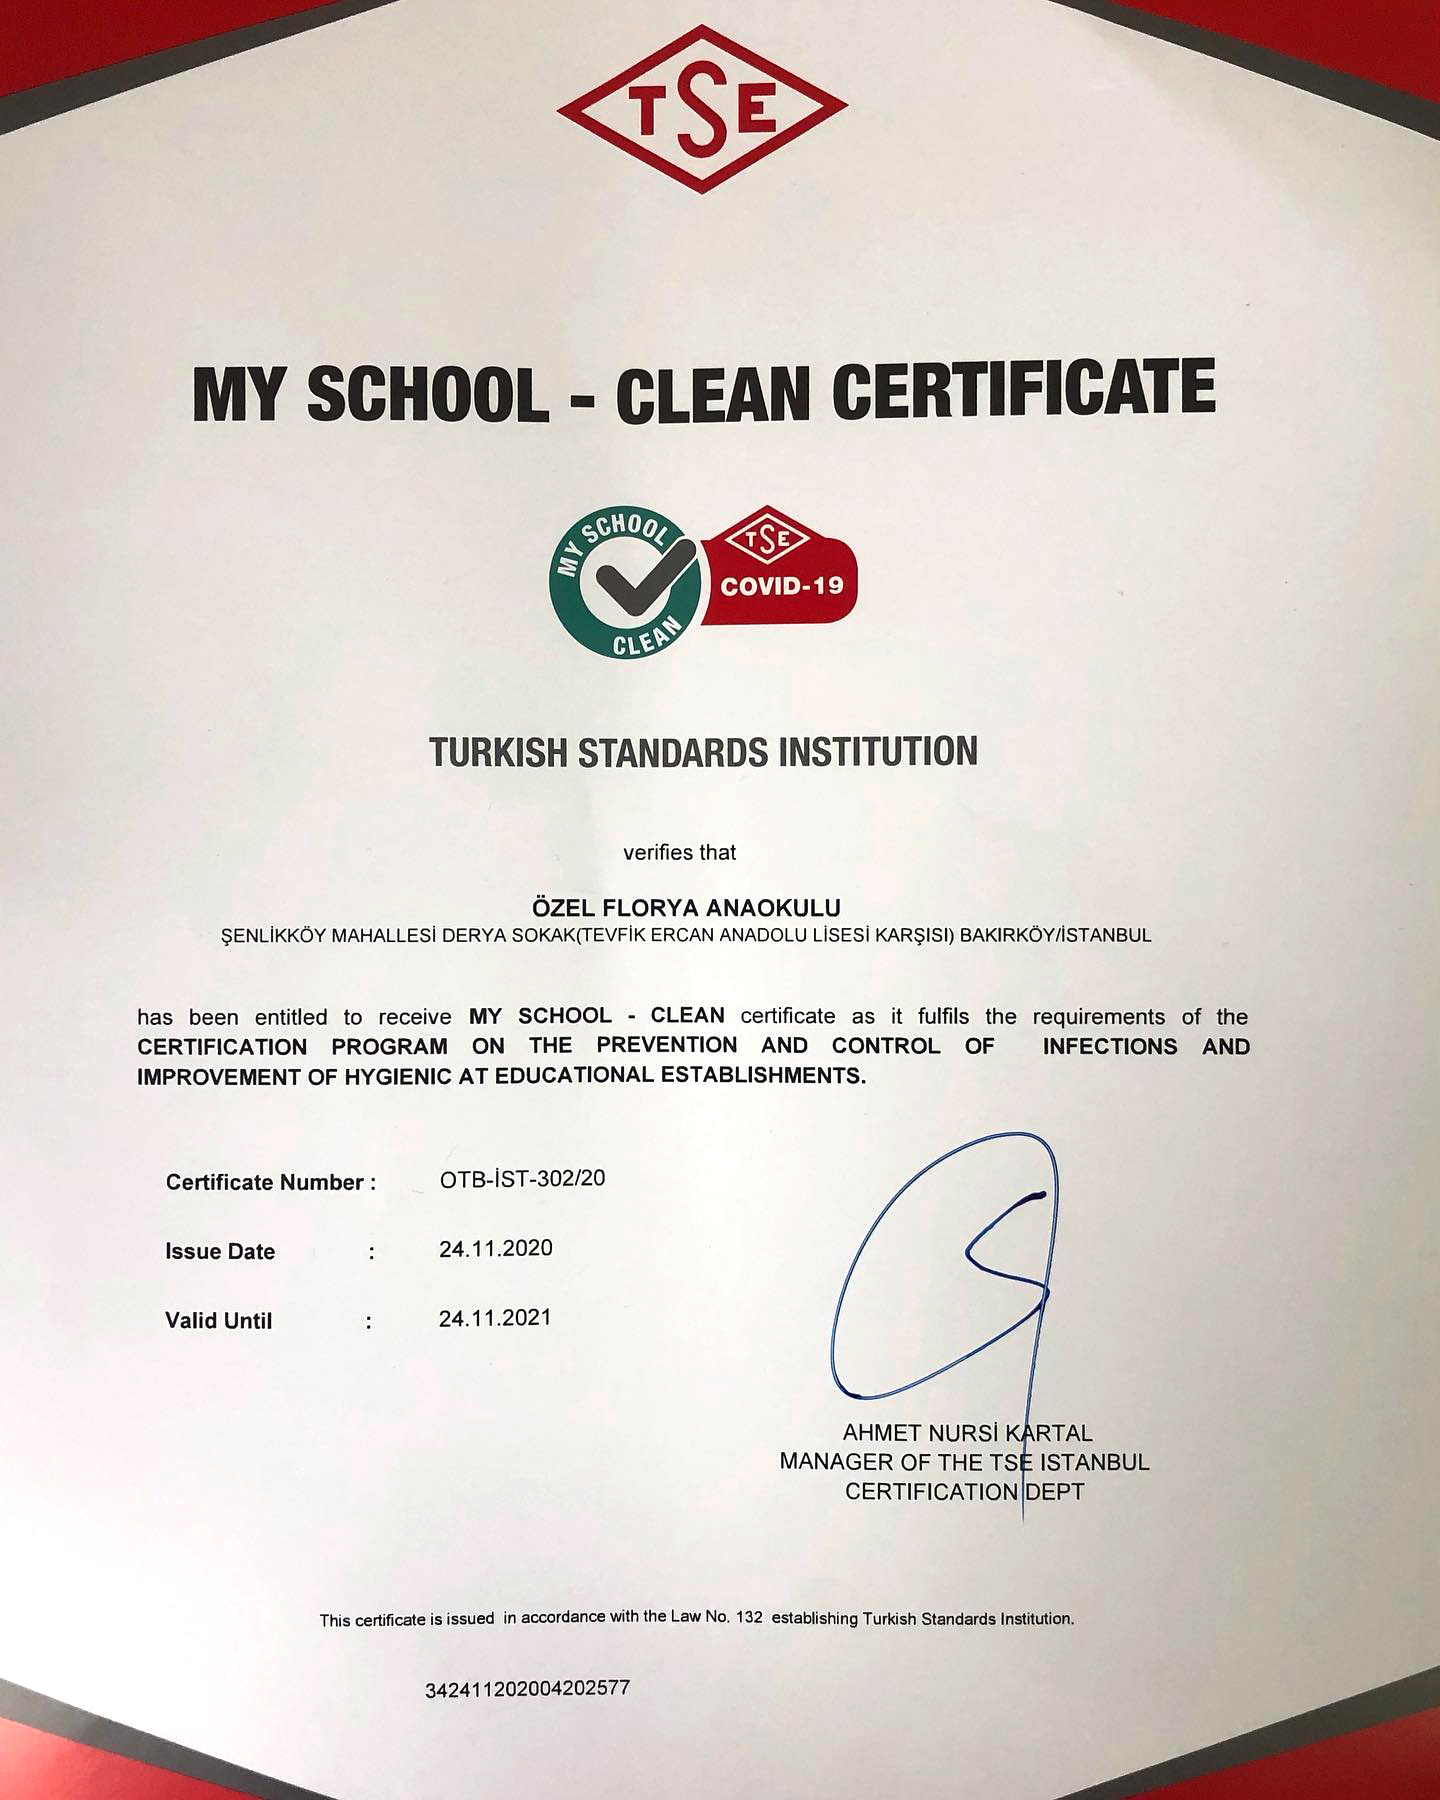 TSE
MY SCHOOL - CLEAN CERTIFICATE
MY SCHOOL
CLEAN
TSE
COVID-19
TURKISH STANDARDS INSTITUTION
verifies that
ÖZEL FLORYA ANAOKULU
ŞENLİKKÖY MAHALLESİ DERYA SOKAK(TEVFİK ERCAN ANADOLU LİSESİ KARŞISI) BAKIRKÖY/İSTANBUL
has been entitled to receive MY SCHOOL - CLEAN certificate as it fulfils the requirements of the
CERTIFICATION PROGRAM ON THE PREVENTION AND CONTROL OF INFECTIONS AND
IMPROVEMENT OF HYGIENIC AT EDUCATIONAL ESTABLISHMENTS.
Certificate Number : OTB-İST-302/20
Issue Date : 24.11.2020
Valid Until : 24.11.2021
AHMET NURSİ KARTAL
MANAGER OF THE TSE ISTANBUL
CERTIFICATION DEPT
This certificate is issued in accordance with the Law No. 132 establishing Turkish Standards Institution.
342411202004202577